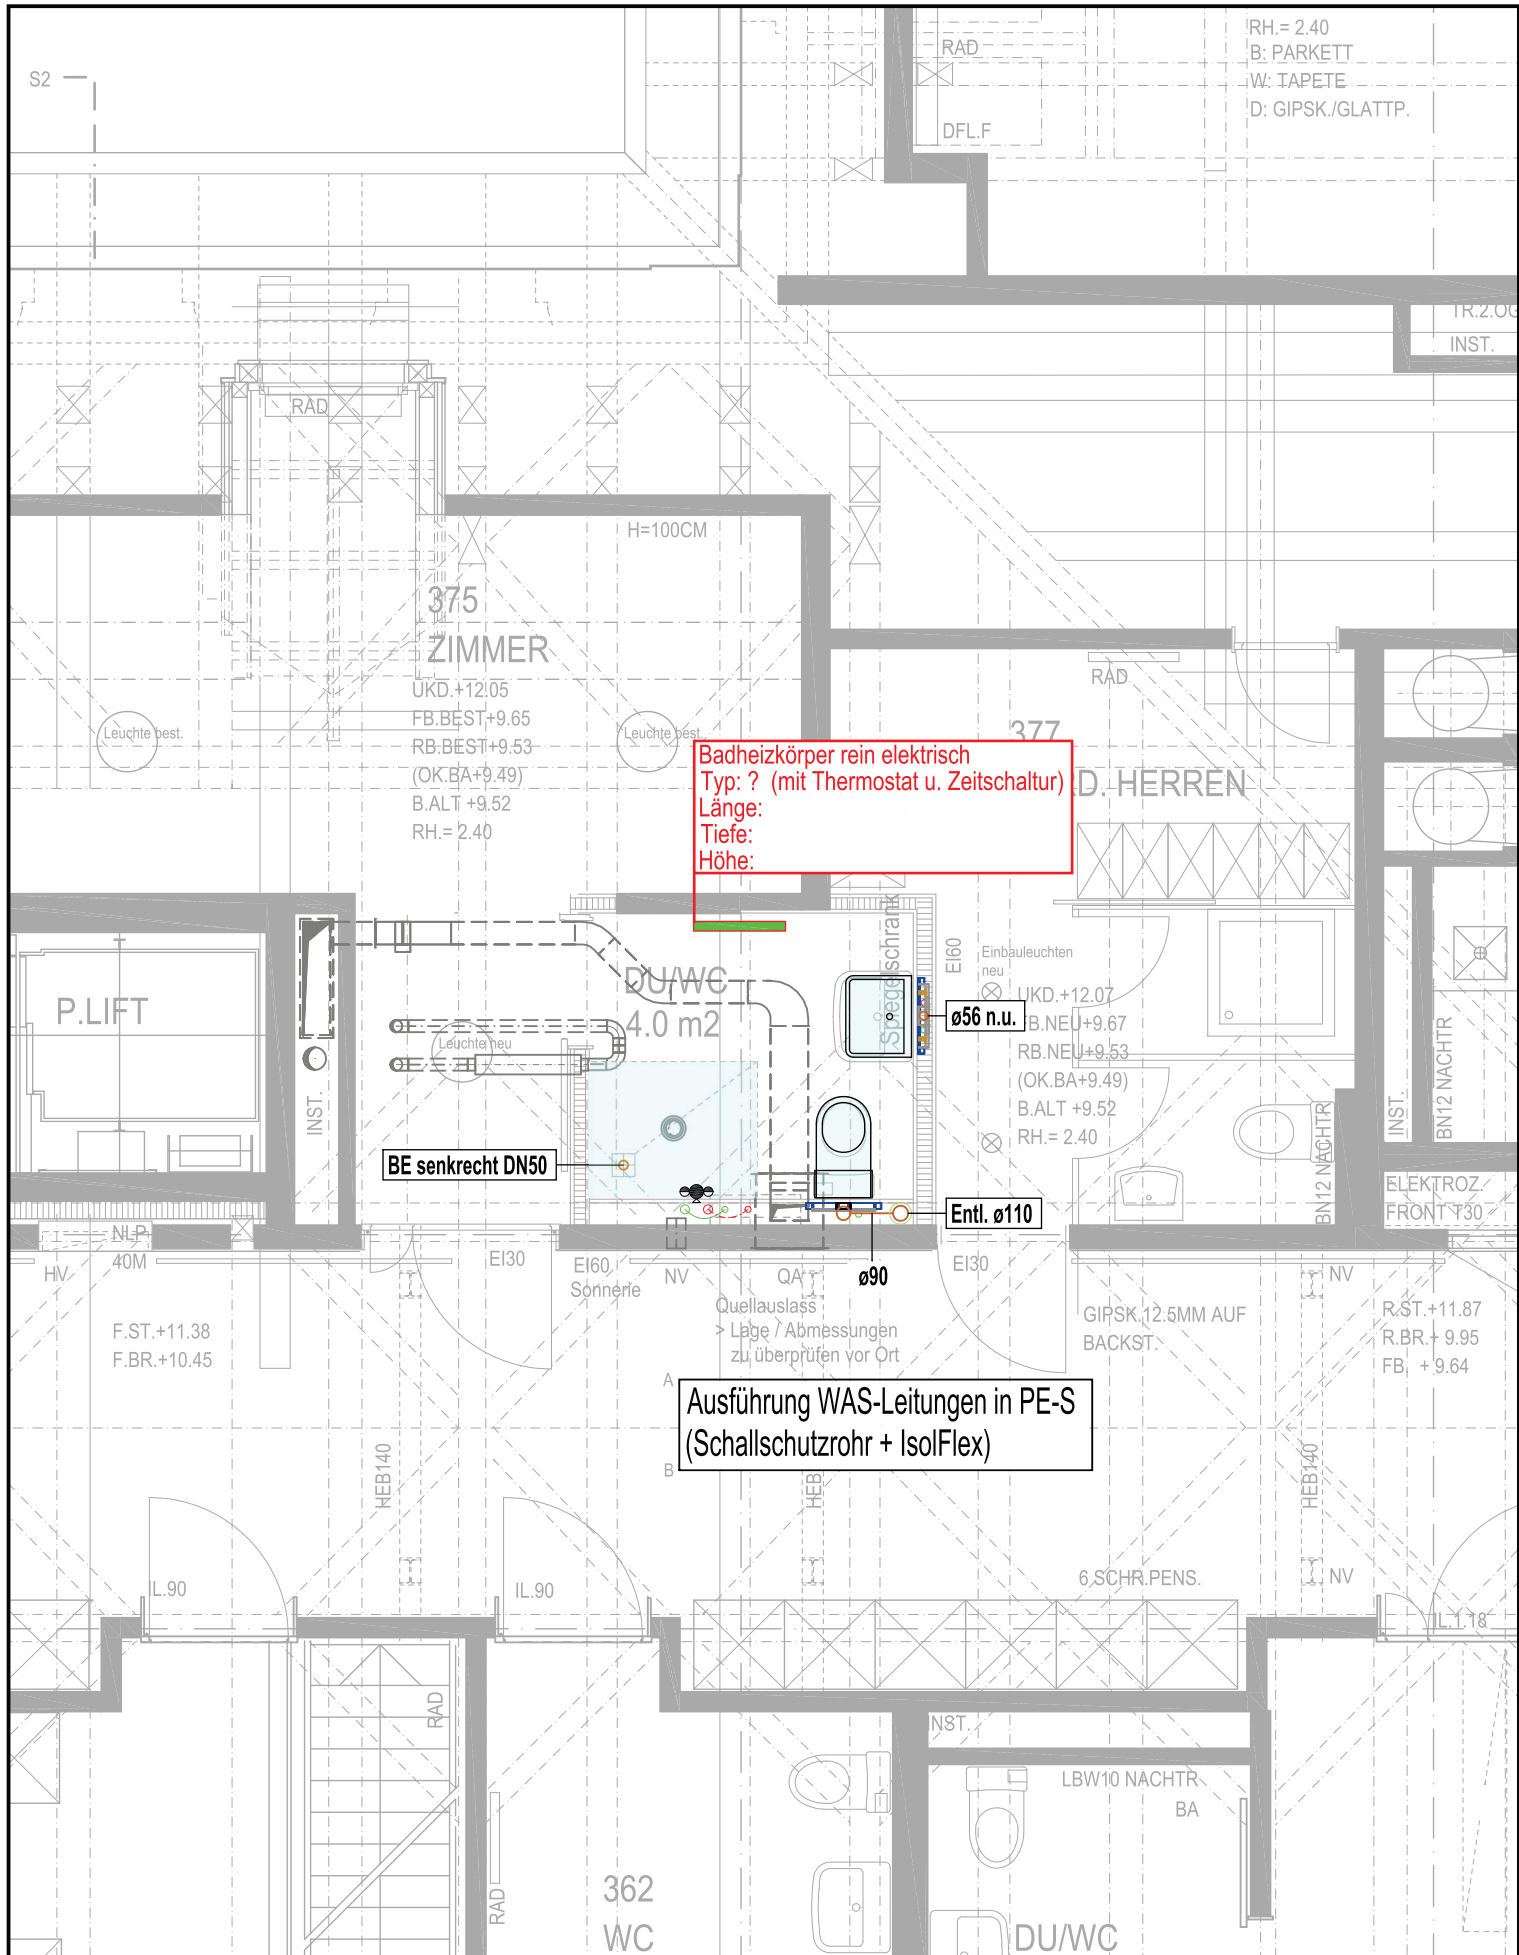 S2
RAD
DFL.F
RH.= 2.40
B: PARKETT
W: TAPETE
D: GIPSK./GLATTP.
INST.
RAD
H=100CM
375
ZIMMER
UKD.+12.05
FB.BEST+9.65
RB.BEST+9.53
(OK.BA+9.49)
B.ALT +9.52
RH.= 2.40
Leuchte best.
Leuchte best.
RAD
377
D. HERREN
Badheizkörper rein elektrisch
Typ: ? (mit Thermostat u. Zeitschaltur)
Länge:
Tiefe:
Höhe:
P.LIFT
INST.
DU/WC
4.0 m2
Leuchte neu
Spiegelschrank
EI60
Einbauleuchten
neu
UKD.+12.07
FB.NEU+9.67
RB.NEU+9.53
(OK.BA+9.49)
B.ALT +9.52
RH.= 2.40
ø56 n.u.
BE senkrecht DN50
Entl. ø110
ø90
BN12 NACHTR
INST.
BN12 NACHTR
ELEKTROZ.
FRONT T30
NLP
40M
HV
EI30
EI60
Sonnerie
NV
QA
EI30
NV
Quellauslass
> Lage / Abmessungen
zu überprüfen vor Ort
F.ST.+11.38
F.BR.+10.45
GIPSK.12.5MM AUF
BACKST.
R.ST.+11.87
R.BR.+ 9.95
FB. + 9.64
A
Ausführung WAS-Leitungen in PE-S
(Schallschutzrohr + IsolFlex)
B
HEB140
HEB
HEB140
IL.90
IL.90
6 SCHR.PENS.
NV
IL.1.18
RAD
RAD
INST.
LBW10 NACHTR
BA
362
WC
DU/WC